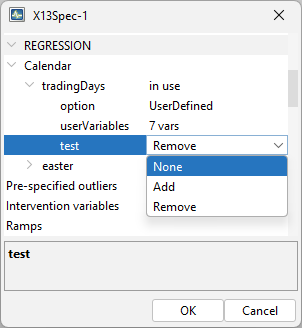 X13Spec-1
REGRESSION
Calendar
tradingDays in use
option UserDefined
userVariables 7 vars
test Remove
None
easter
Add
Pre-specified outliers
Remove
Intervention variables
Ramps
test
OK Cancel